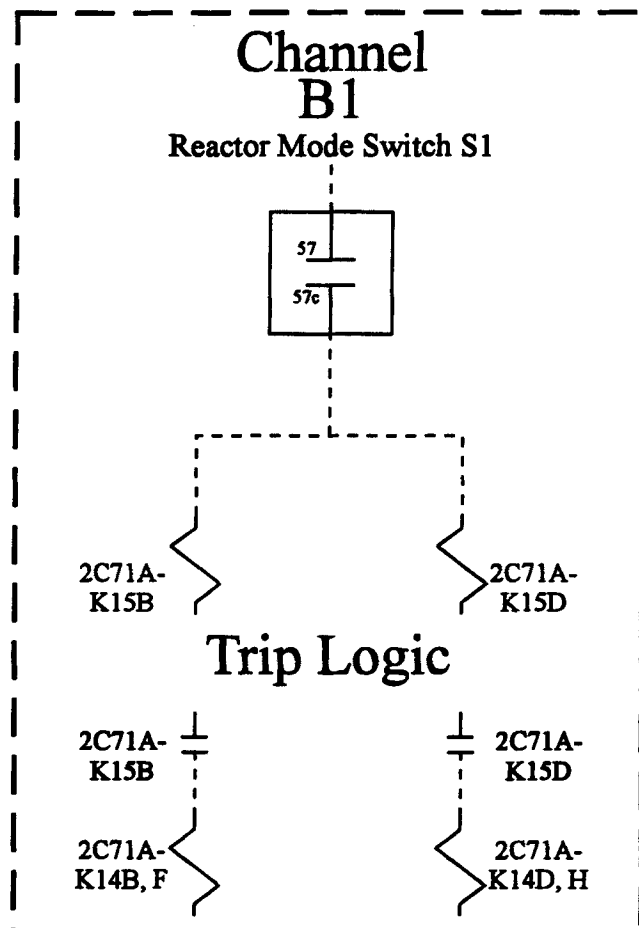 Channel
B1
Reactor Mode Switch S1
57
57c
2C71A-
K15B
2C71A-
K15D
Trip Logic
2C71A-
K15B
2C71A-
K15D
2C71A-
K14B, F
2C71A-
K14D, H